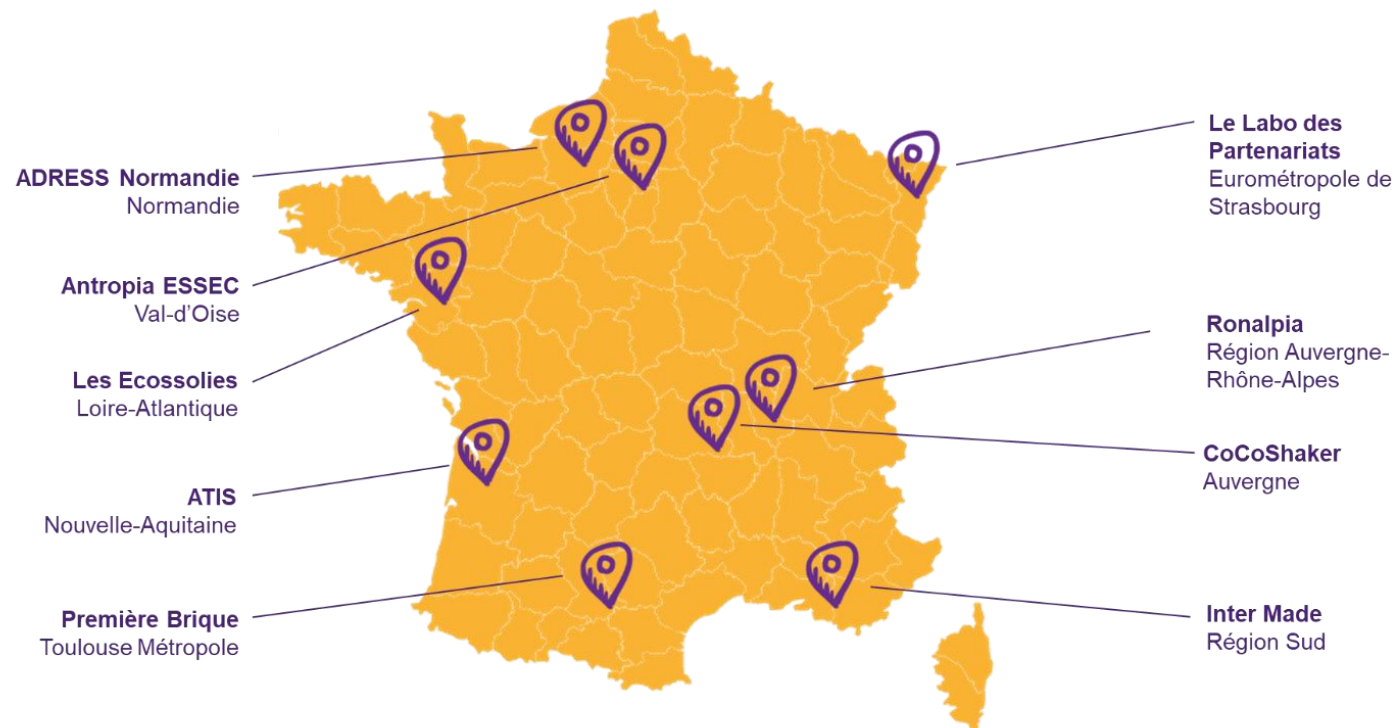 ADRESS Normandie
Normandie
Antropia ESSEC
Val-d'Oise
Les Ecossolies
Loire-Atlantique
ATIS
Nouvelle-Aquitaine
Première Brique
Toulouse Métropole
Le Labo des
Partenariats
Eurométropole de
Strasbourg
Ronalpia
Région Auvergne-
Rhône-Alpes
CoCoShaker
Auvergne
Inter Made
Région Sud